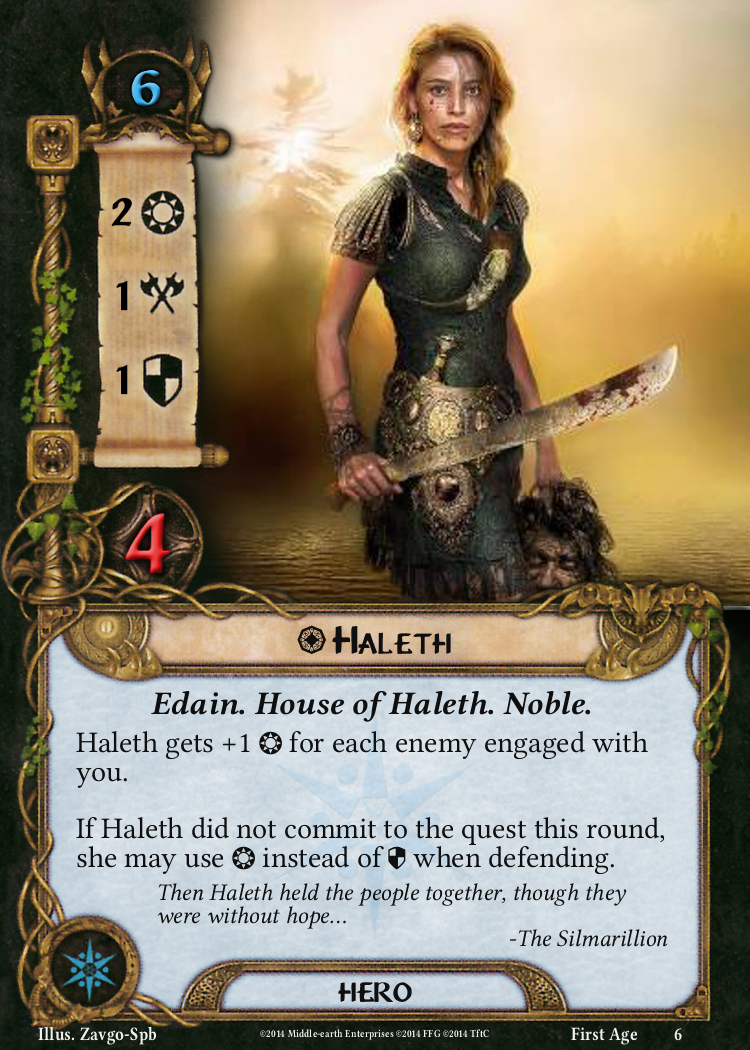 6
2
1
1
4
HALETH
Edain. House of Haleth. Noble.
Haleth gets +1 for each enemy engaged with
you.
If Haleth did not commit to the quest this round,
she may use instead of when defending.
Then Haleth held the people together, though they
were without hope...
-The Silmarillion
HERO
Illus. Zavgo-Spb ©2014 Middle-earth Enterprises ©2014 FFG ©2014 TftC First Age 6